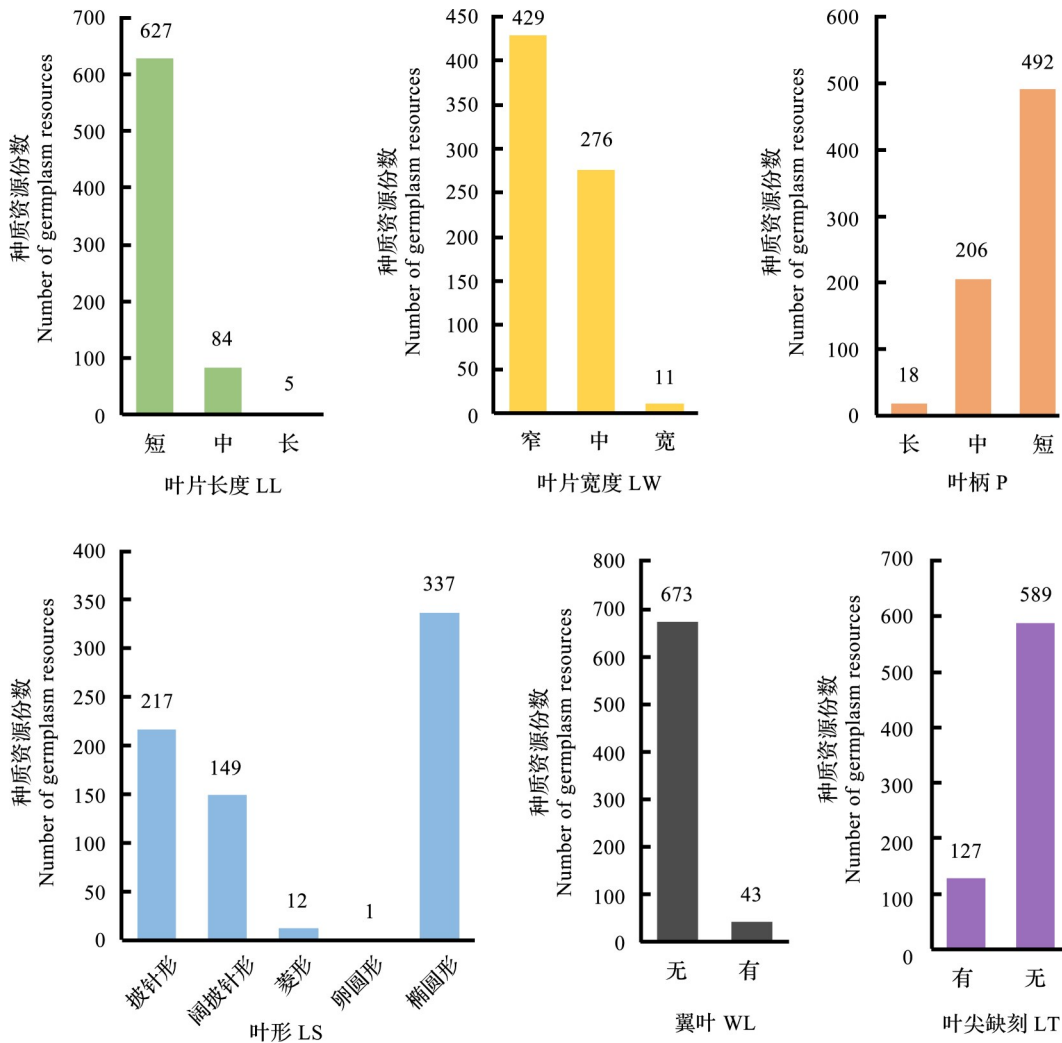 种质资源份数
Number of germplasm resources
700
600
500
400
300
200
100
0
627
84
5
短 中 长
叶片长度 LL
种质资源份数
Number of germplasm resources
450
400
350
300
250
200
150
100
50
0
429
276
11
窄 中 宽
叶片宽度 LW
种质资源份数
Number of germplasm resources
600
500
400
300
200
100
0
18
206
492
长 中 短
叶柄 P
种质资源份数
Number of germplasm resources
400
350
300
250
200
150
100
50
0
217
149
12
1
337
披针形
阔披针形
菱形
卵圆形
椭圆形
叶形 LS
种质资源份数
Number of germplasm resources
800
700
600
500
400
300
200
100
0
673
43
无 有
翼叶 WL
种质资源份数
Number of germplasm resources
700
600
500
400
300
200
100
0
127
589
有 无
叶尖缺刻 LT